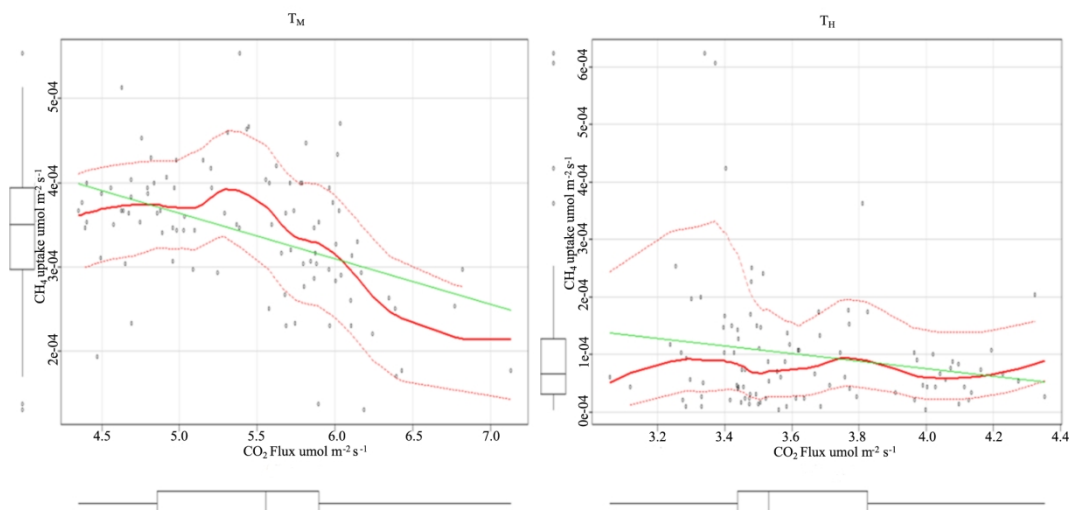 T_M
5e-04
4e-04
3e-04
2e-04
CH₄ uptake umol m⁻² s⁻¹
4.5 5.0 5.5 6.0 6.5 7.0
CO₂ Flux umol m⁻² s⁻¹
T_H
6e-04
5e-04
4e-04
3e-04
2e-04
1e-04
0e-04
CH₄ uptake umol m⁻² s⁻¹
3.2 3.4 3.6 3.8 4.0 4.2 4.4
CO₂ Flux umol m⁻² s⁻¹